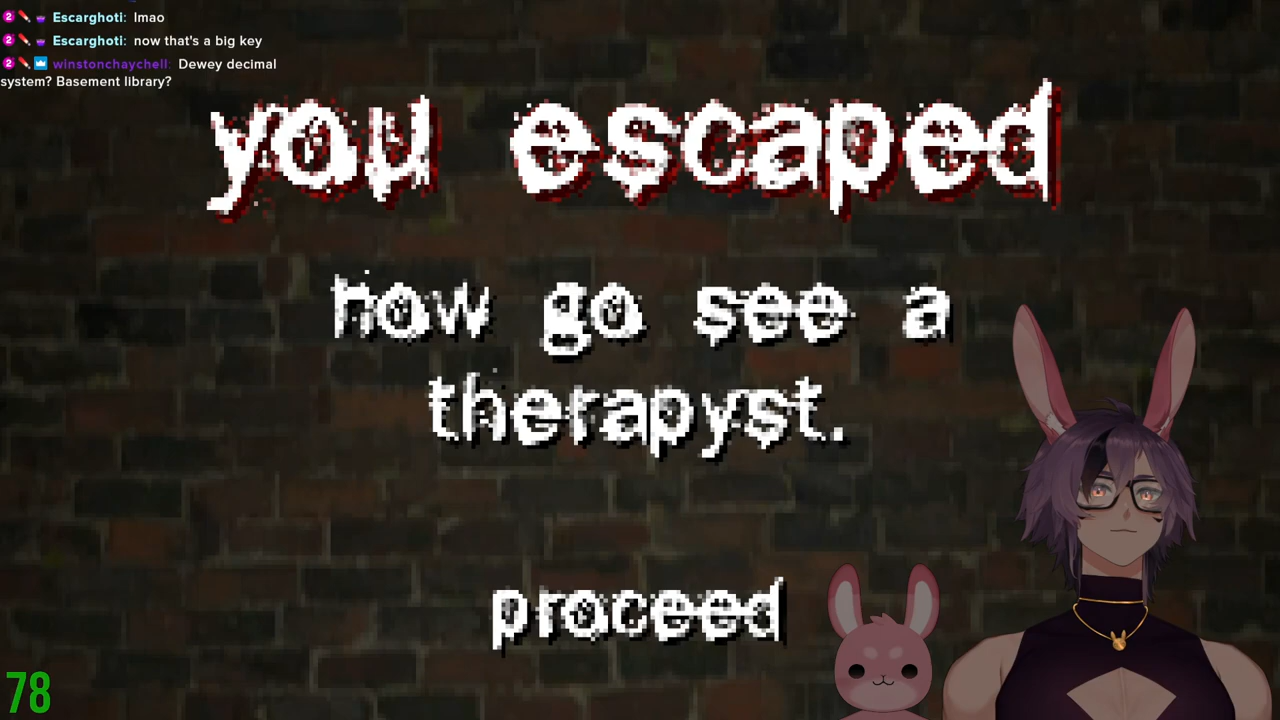 Escarghoti: lmao
Escarghoti: now that's a big key
winstonchaychell: Dewey decimal
system? Basement library?
you escaped
now go see a
therapyst.
proceed
78